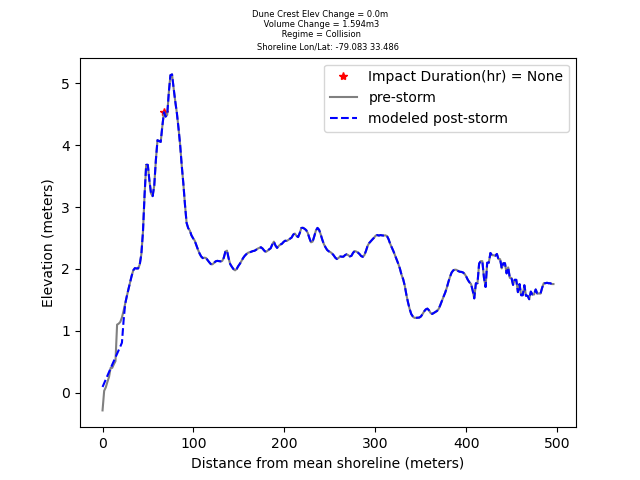 Dune Crest Elev Change = 0.0m
Volume Change = 1.594m3
Regime = Collision
Shoreline Lon/Lat: -79.083 33.486
Impact Duration(hr) = None
pre-storm
modeled post-storm
Elevation (meters)
5
4
3
2
1
0
0 100 200 300 400 500
Distance from mean shoreline (meters)